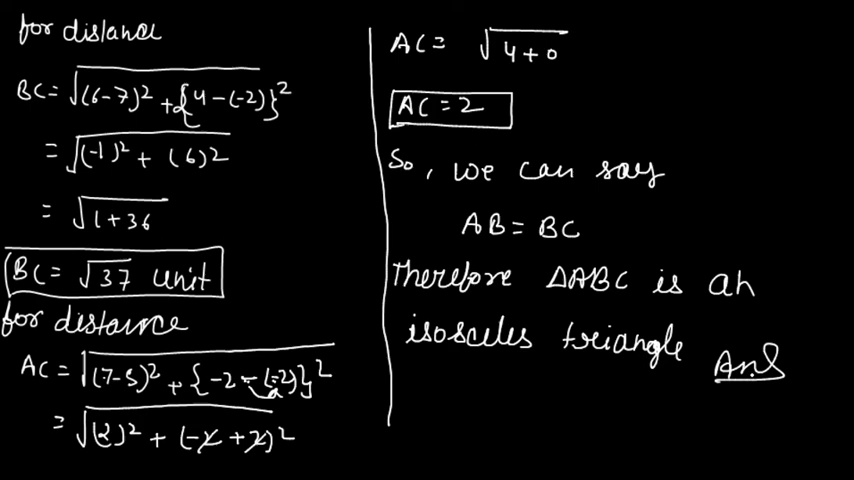 for distance
BC = √(6-7)² + {4-(-2)}²
= √(-1)² + (6)²
= √1+36
BC = √37 unit
for distance
AC = √(7-5)² + {-2-(-2)}²
= √(2)² + (-2+2)²
AC = √4+0
AC = 2
So, we can say
AB = BC
Therefore ΔABC is an
isosceles triangle Ans